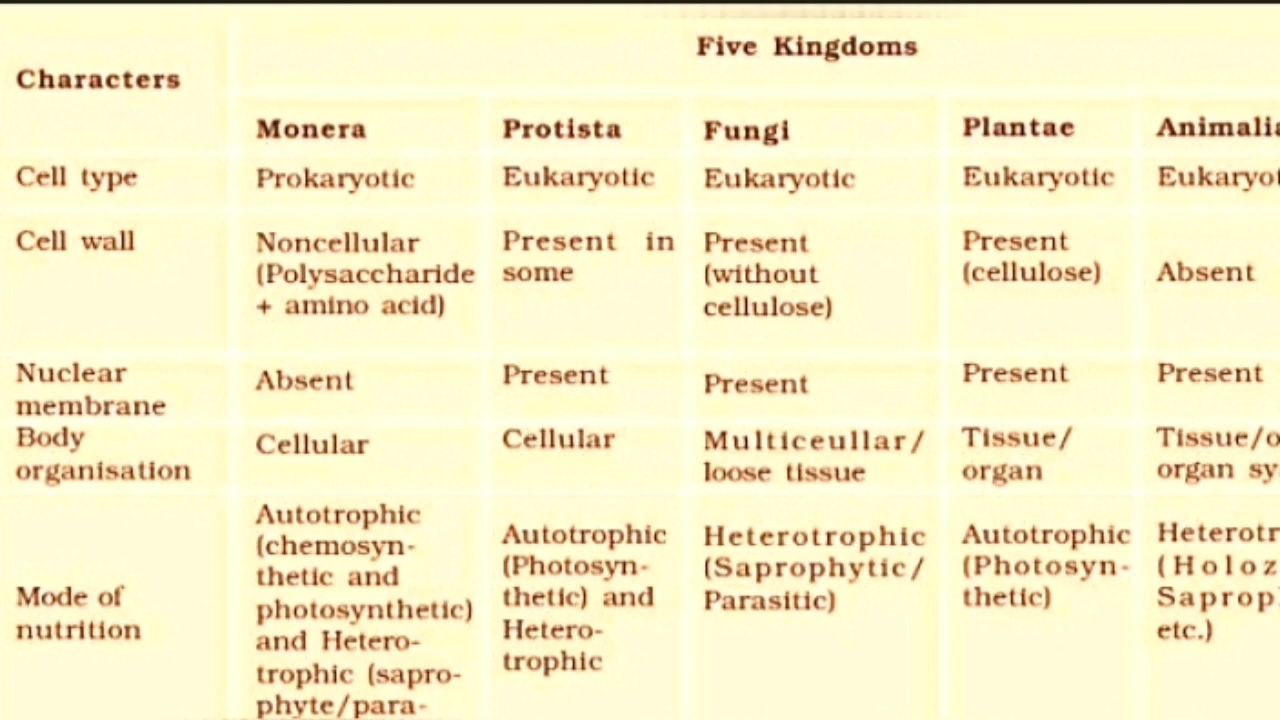 Five Kingdoms
Characters
Monera Protista Fungi Plantae
Cell type Prokaryotic Eukaryotic Eukaryotic Eukaryotic
Cell wall Noncellular Present in Present Present
(Polysaccharide some (without (cellulose) Absent
+ amino acid) cellulose)
Nuclear Absent Present Present Present Present
membrane
Body Cellular Cellular Multiceullar/ Tissue/
organisation loose tissue organ organ
Autotrophic
(chemosyn- Autotrophic Heterotrophic Autotrophic
thetic and (Photosyn- (Saprophytic/ (Photosyn-
Mode of photosynthetic) thetic) and Parasitic) thetic)
nutrition and Hetero- Hetero- etc.)
trophic (sapro- trophic
phyte/para-